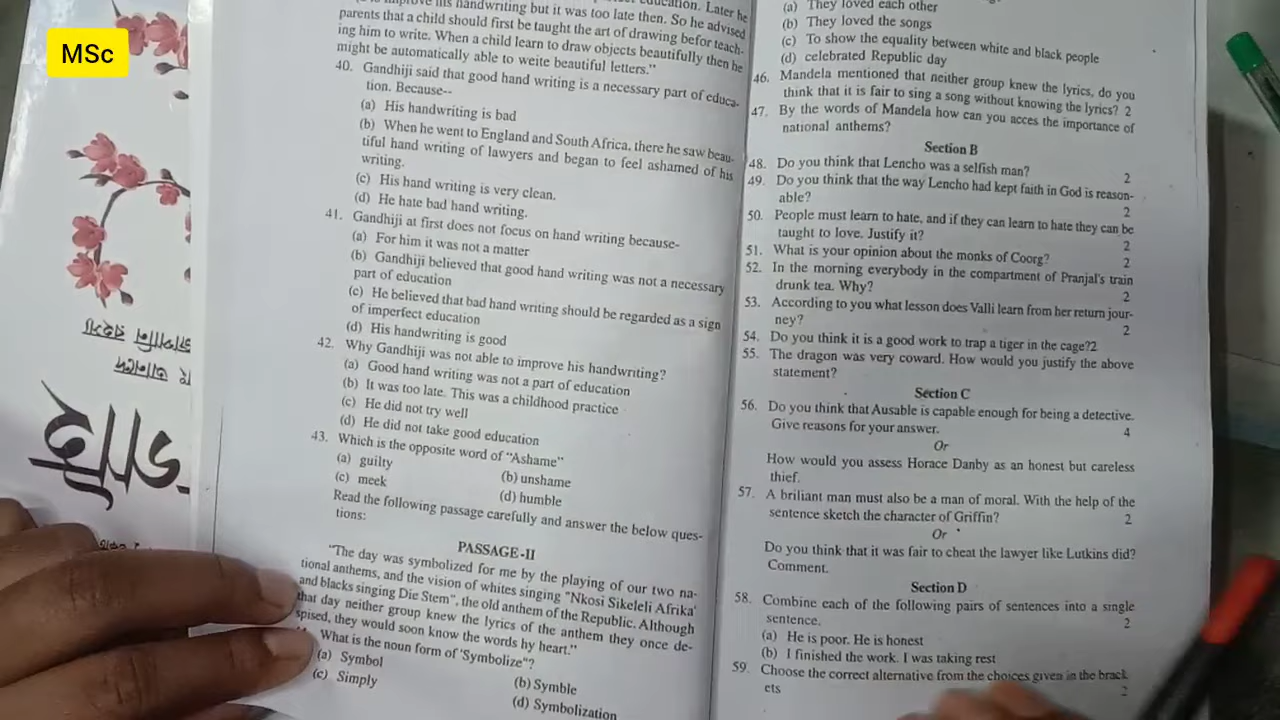 MSc
education. Later he
improve his handwriting but it was too late then. So he advised
parents that a child should first be taught the art of drawing befor teach-
ing him to write. When a child learn to draw objects beautifully then he
might be automatically able to weite beautiful letters."
40. Gandhiji said that good hand writing is a necessary part of educa-
tion. Because--
(a) His handwriting is bad
(b) When he went to England and South Africa, there he saw beau-
tiful hand writing of lawyers and began to feel ashamed of his
writing.
(c) His hand writing is very clean.
(d) He hate bad hand writing.
41. Gandhiji at first does not focus on hand writing because-
(a) For him it was not a matter
(b) Gandhiji believed that good hand writing was not a necessary
part of education
(c) He believed that bad hand writing should be regarded as a sign
of imperfect education
(d) His handwriting is good
42. Why Gandhiji was not able to improve his handwriting?
(a) Good hand writing was not a part of education
(b) It was too late. This was a childhood practice
(c) He did not try well
(d) He did not take good education
43. Which is the opposite word of "Ashame"
(a) guilty (b) unshame
(c) meek (d) humble
Read the following passage carefully and answer the below ques-
tions:
PASSAGE-II
"The day was symbolized for me by the playing of our two na-
tional anthems, and the vision of whites singing "Nkosi Sikeleli Afrika'
and blacks singing Die Stem", the old anthem of the Republic. Although
that day neither group knew the lyrics of the anthem they once de-
spised, they would soon know the words hy heart."
What is the noun form of 'Symbolize"?
(a) Symbol (b) Symble
(c) Simply (d) Symbolization
(a) They loved each other
(b) They loved the songs
(c) To show the equality between white and black people
(d) celebrated Republic day
46. Mandela mentioned that neither group knew the lyrics, do you
think that it is fair to sing a song without knowing the lyrics? 2
47. By the words of Mandela how can you acces the importance of
national anthems?
Section B
48. Do you think that Lencho was a selfish man? 2
49. Do you think that the way Lencho had kept faith in God is reason-
able? 2
50. People must learn to hate, and if they can learn to hate they can be
taught to love. Justify it? 2
51. What is your opinion about the monks of Coorg? 2
52. In the morning everybody in the compartment of Pranjal's train
drunk tea. Why? 2
53. According to you what lesson does Valli learn from her return jour-
ney? 2
54. Do you think it is a good work to trap a tiger in the cage?2
55. The dragon was very coward. How would you justify the above
statement?
Section C
56. Do you think that Ausable is capable enough for being a detective.
Give reasons for your answer. 4
Or
How would you assess Horace Danby as an honest but careless
thief.
57. A briliant man must also be a man of moral. With the help of the
sentence sketch the character of Griffin? 2
Or
Do you think that it was fair to cheat the lawyer like Lutkins did?
Comment.
Section D
58. Combine each of the following pairs of sentences into a single
sentence. 2
(a) He is poor. He is honest
(b) I finished the work. I was taking rest
59. Choose the correct alternative from the choices given in the brack
ets 2